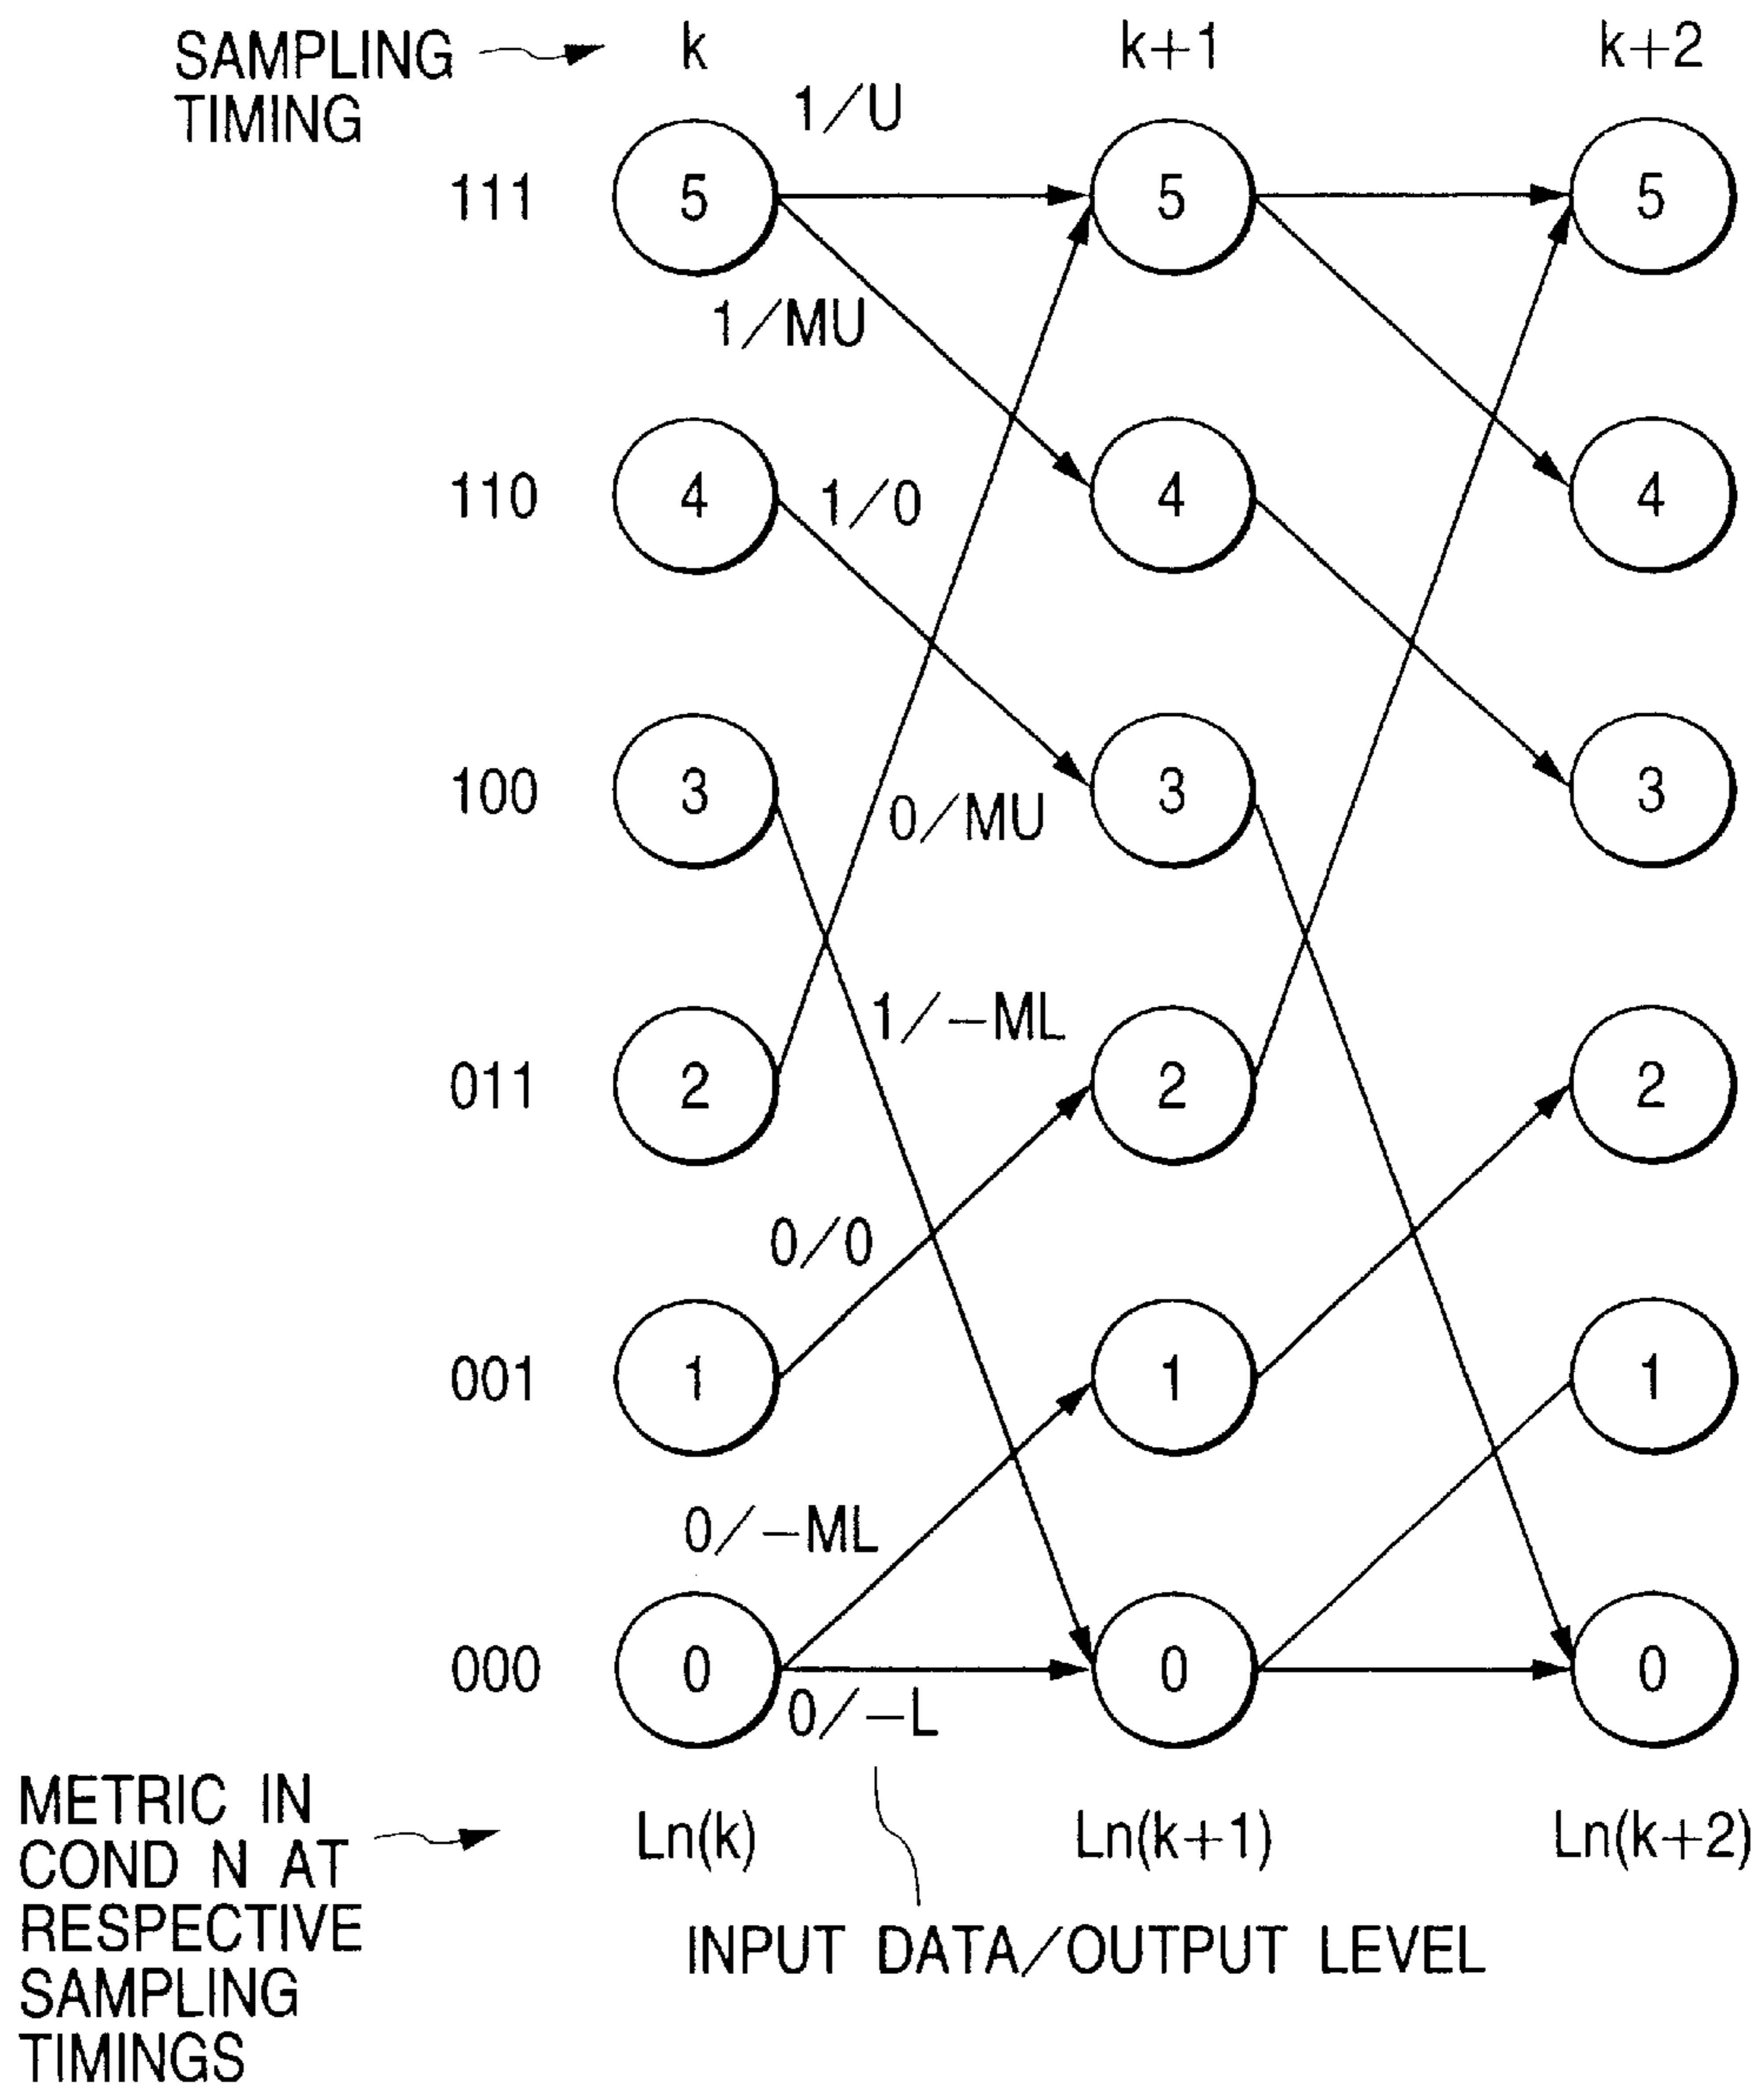 SAMPLING TIMING
k
k+1
k+2
1/U
111
5
5
5
1/MU
110
4
1/0
4
4
100
3
3
3
0/MU
1/-ML
011
2
2
2
0/0
001
1
1
1
0/-ML
000
0
0
0
0/-L
METRIC IN
COND N AT
RESPECTIVE
SAMPLING
TIMINGS
Ln(k)
Ln(k+1)
Ln(k+2)
INPUT DATA/OUTPUT LEVEL